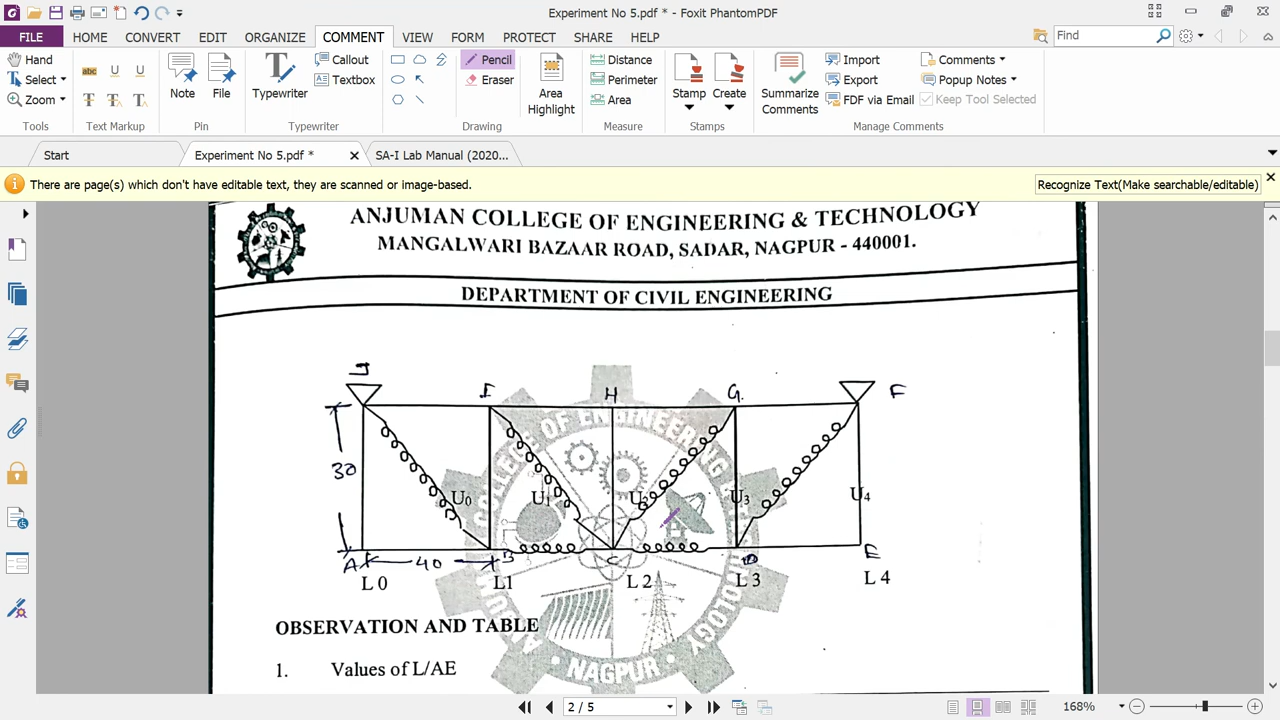 Experiment No 5.pdf * - Foxit PhantomPDF
FILE HOME CONVERT EDIT ORGANIZE COMMENT VIEW FORM PROTECT SHARE HELP
Find
Hand
Select
Zoom
Tools
abc U U
T T T
Text Markup
Note
File
Pin
Typewriter
Callout
Textbox
Typewriter
Pencil
Eraser
Area Highlight
Drawing
Distance
Perimeter
Area
Measure
Stamp
Create
Stamps
Summarize Comments
Import
Export
FDF via Email
Comments
Popup Notes
Keep Tool Selected
Manage Comments
Start
Experiment No 5.pdf *
SA-I Lab Manual (2020...
There are page(s) which don't have editable text, they are scanned or image-based.
Recognize Text(Make searchable/editable)
ANJUMAN COLLEGE OF ENGINEERING & TECHNOLOGY
MANGALWARI BAZAAR ROAD, SADAR, NAGPUR - 440001.
DEPARTMENT OF CIVIL ENGINEERING
J I H G. F
30
U0 U1 U2 U3 U4
A 40 B C D E
L 0 L1 L 2 L 3 L 4
OBSERVATION AND TABLE
1. Values of L/AE
NAGPUR
2 / 5
168%